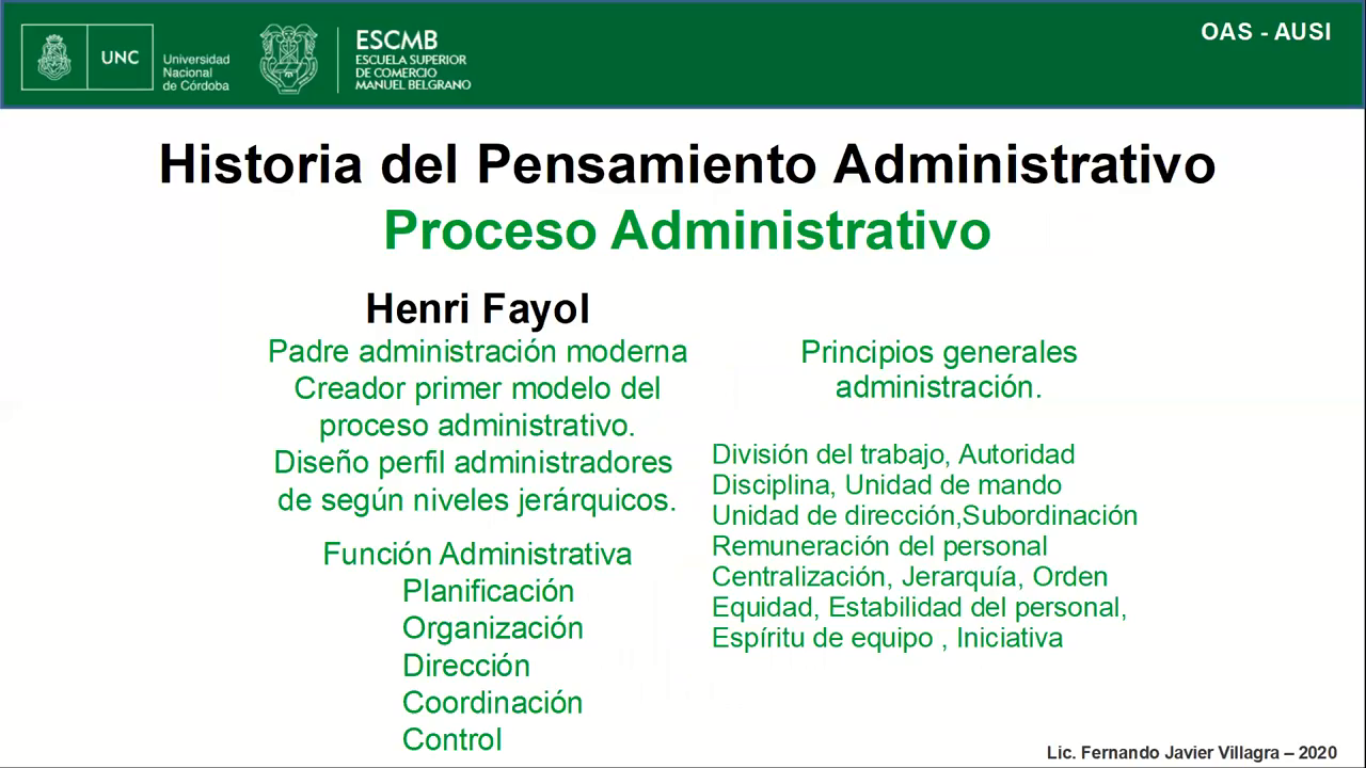 UNC
Universidad
Nacional
de Córdoba
ESCMB
ESCUELA SUPERIOR
DE COMERCIO
MANUEL BELGRANO
OAS - AUSI
Historia del Pensamiento Administrativo
Proceso Administrativo
Henri Fayol
Padre administración moderna
Creador primer modelo del
proceso administrativo.
Diseño perfil administradores
de según niveles jerárquicos.
Función Administrativa
Planificación
Organización
Dirección
Coordinación
Control
Principios generales
administración.
División del trabajo, Autoridad
Disciplina, Unidad de mando
Unidad de dirección,Subordinación
Remuneración del personal
Centralización, Jerarquía, Orden
Equidad, Estabilidad del personal,
Espíritu de equipo , Iniciativa
Lic. Fernando Javier Villagra – 2020